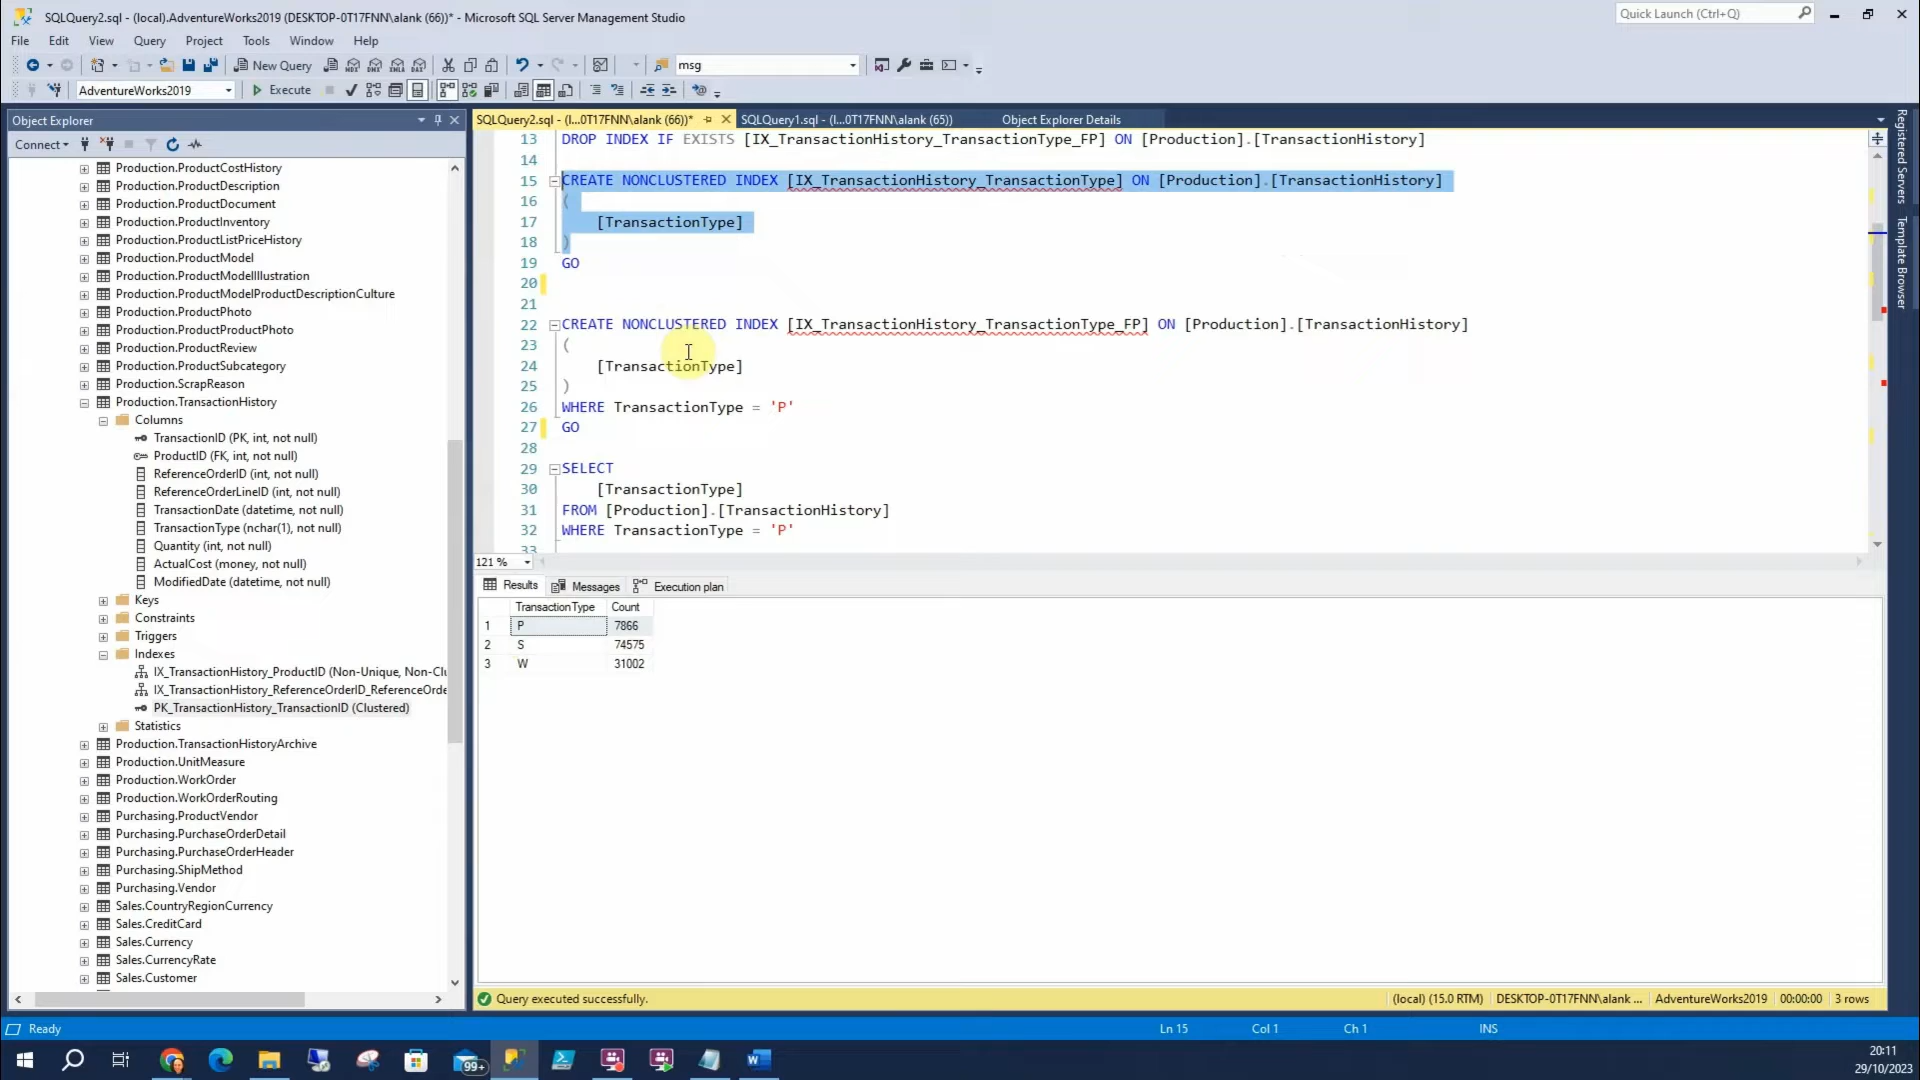 SQLQuery2.sql - (local).AdventureWorks2019 (DESKTOP-0T17FNN\alank (66))* - Microsoft SQL Server Management Studio
Quick Launch (Ctrl+Q)
File Edit View Query Project Tools Window Help
New Query
msg
AdventureWorks2019
Execute
Object Explorer
Connect
Production.ProductCostHistory
Production.ProductDescription
Production.ProductDocument
Production.ProductInventory
Production.ProductListPriceHistory
Production.ProductModel
Production.ProductModelIllustration
Production.ProductModelProductDescriptionCulture
Production.ProductPhoto
Production.ProductProductPhoto
Production.ProductReview
Production.ProductSubcategory
Production.ScrapReason
Production.TransactionHistory
Columns
TransactionID (PK, int, not null)
ProductID (FK, int, not null)
ReferenceOrderID (int, not null)
ReferenceOrderLineID (int, not null)
TransactionDate (datetime, not null)
TransactionType (nchar(1), not null)
Quantity (int, not null)
ActualCost (money, not null)
ModifiedDate (datetime, not null)
Keys
Constraints
Triggers
Indexes
IX_TransactionHistory_ProductID (Non-Unique, Non-Clu
IX_TransactionHistory_ReferenceOrderID_ReferenceOrde
PK_TransactionHistory_TransactionID (Clustered)
Statistics
Production.TransactionHistoryArchive
Production.UnitMeasure
Production.WorkOrder
Production.WorkOrderRouting
Purchasing.ProductVendor
Purchasing.PurchaseOrderDetail
Purchasing.PurchaseOrderHeader
Purchasing.ShipMethod
Purchasing.Vendor
Sales.CountryRegionCurrency
Sales.CreditCard
Sales.Currency
Sales.CurrencyRate
Sales.Customer
SQLQuery2.sql - (l...0T17FNN\alank (66))* SQLQuery1.sql - (l...0T17FNN\alank (65)) Object Explorer Details
13 DROP INDEX IF EXISTS [IX_TransactionHistory_TransactionType_FP] ON [Production].[TransactionHistory]
14
15 CREATE NONCLUSTERED INDEX [IX_TransactionHistory_TransactionType] ON [Production].[TransactionHistory]
16 (
17 [TransactionType]
18 )
19 GO
20
21
22 CREATE NONCLUSTERED INDEX [IX_TransactionHistory_TransactionType_FP] ON [Production].[TransactionHistory]
23 (
24 [TransactionType]
25 )
26 WHERE TransactionType = 'P'
27 GO
28
29 SELECT
30 [TransactionType]
31 FROM [Production].[TransactionHistory]
32 WHERE TransactionType = 'P'
33
121 %
Results Messages Execution plan
TransactionType Count
1 P 7866
2 S 74575
3 W 31002
Query executed successfully.
(local) (15.0 RTM) DESKTOP-0T17FNN\alank ... AdventureWorks2019 00:00:00 3 rows
Registered Servers
Template Browser
Ready
Ln 15 Col 1 Ch 1 INS
99+
20:11
29/10/2023